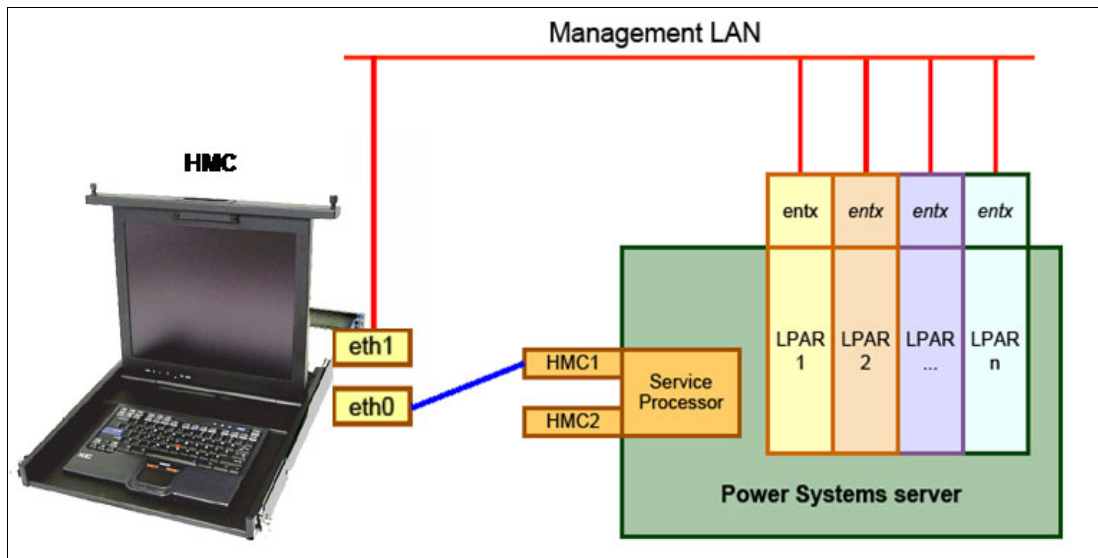 Management LAN
HMC
entx
entx
entx
entx
eth1
eth0
HMC1
HMC2
Service
Processor
LPAR
1
LPAR
2
LPAR
...
LPAR
n
Power Systems server